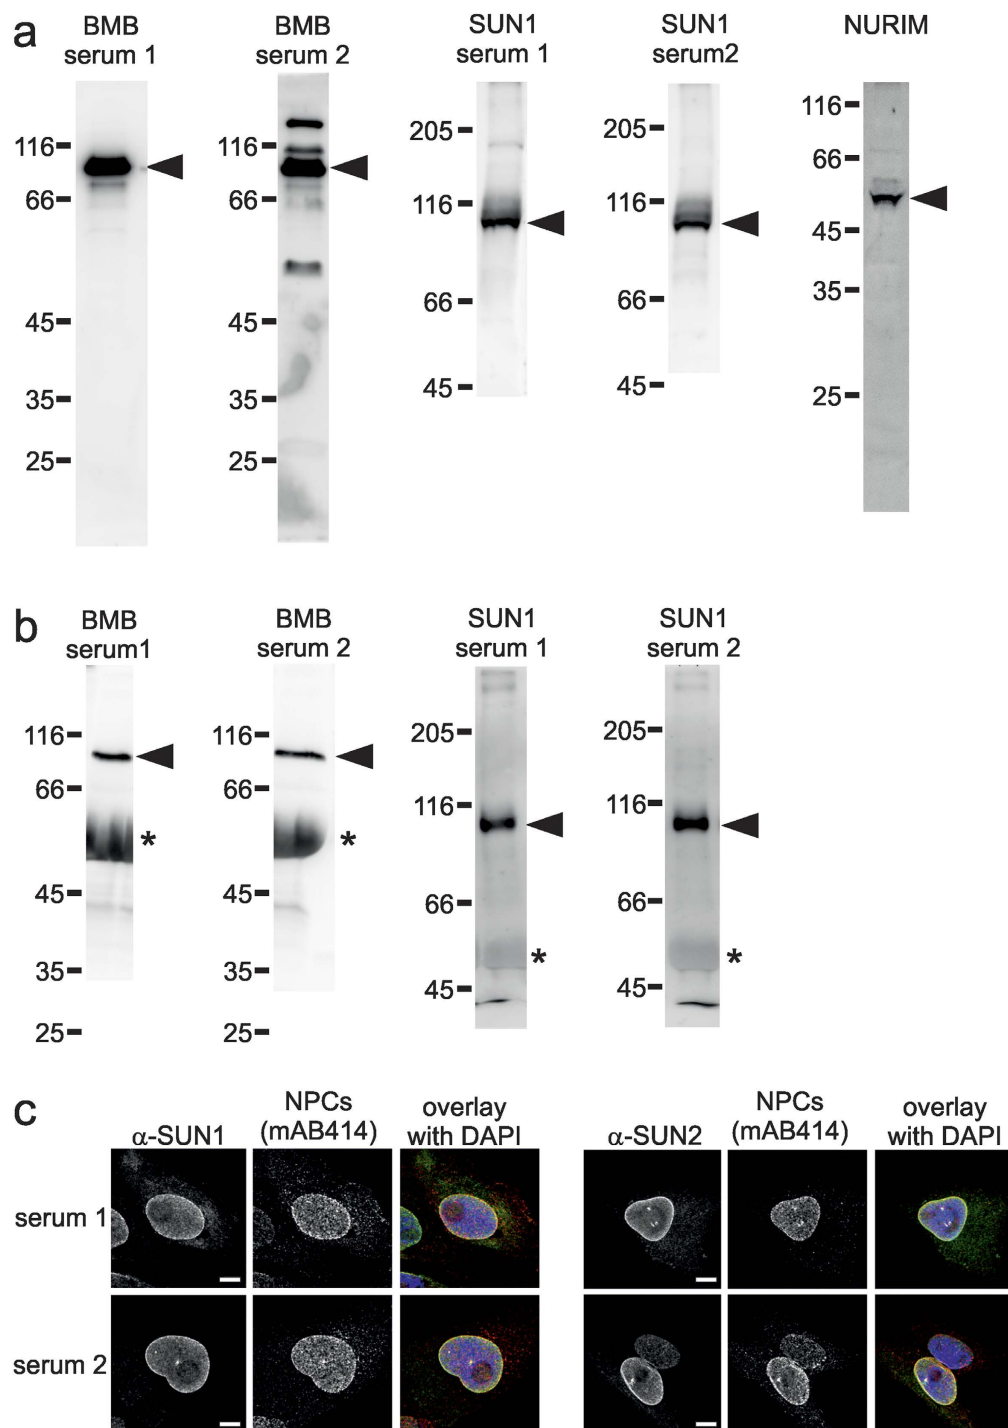 a
BMB
serum 1
BMB
serum 2
SUN1
serum 1
SUN1
serum2
NURIM
116
66
45
35
25
116
66
45
35
25
205
116
66
45
205
116
66
45
116
66
45
35
25
b
BMB
serum1
BMB
serum 2
SUN1
serum 1
SUN1
serum 2
116
66
45
35
25
*
116
66
45
35
25
*
205
116
66
45
*
205
116
66
45
*
c
α-SUN1
NPCs
(mAB414)
overlay
with DAPI
α-SUN2
NPCs
(mAB414)
overlay
with DAPI
serum 1
serum 2